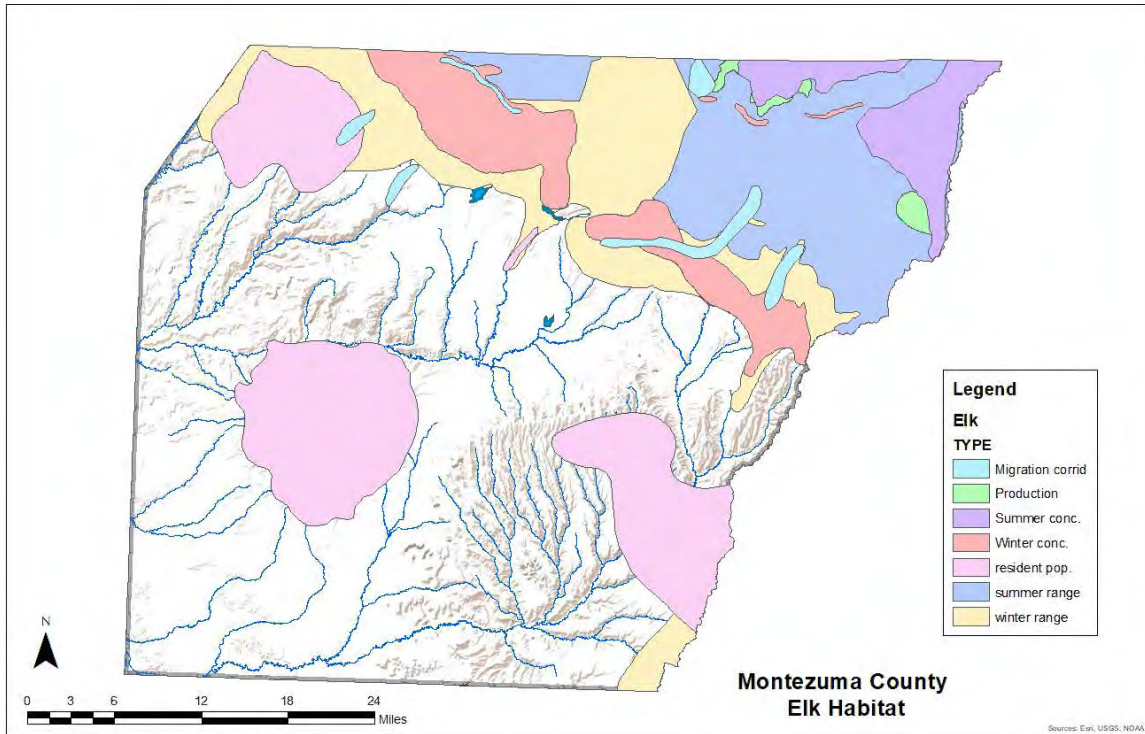 Legend
Elk
TYPE
Migration corrid
Production
Summer conc.
Winter conc.
resident pop.
summer range
winter range
N
0 3 6 12 18 24
Miles
Montezuma County
Elk Habitat
Sources: Esri, USGS, NOAA